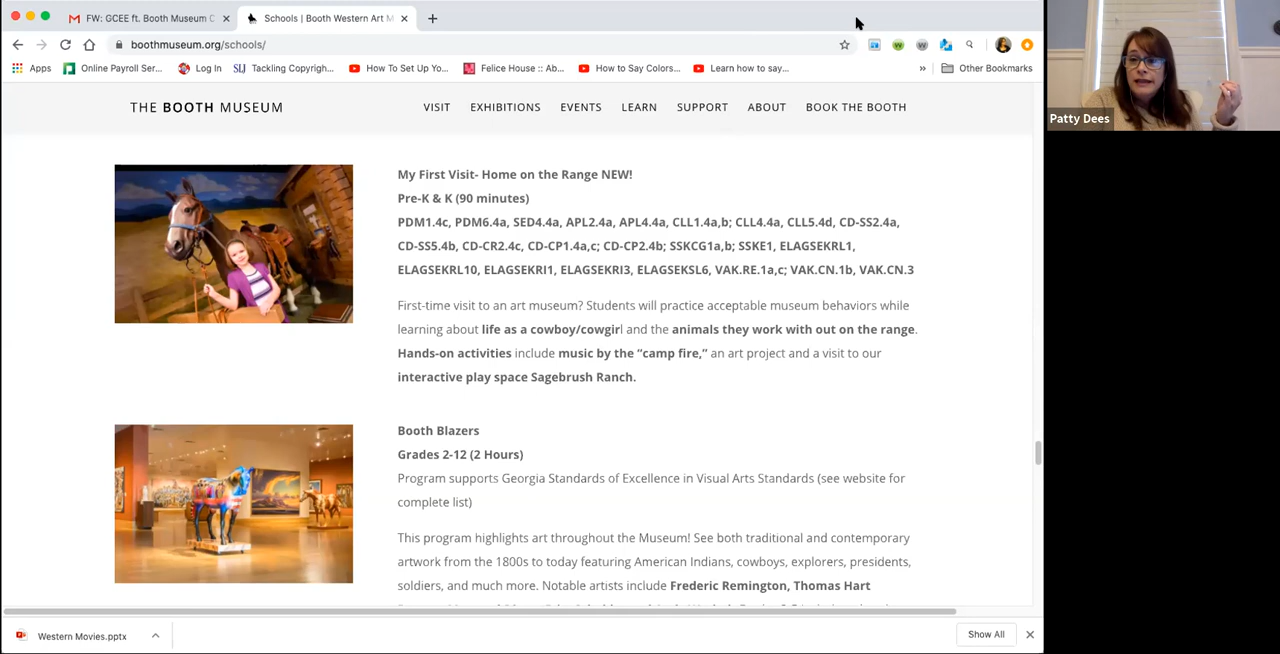 FW: GCEE ft. Booth Museum C
Schools | Booth Western Art M
boothmuseum.org/schools/
Apps
Online Payroll Ser...
Log In
SLJ Tackling Copyrigh...
How To Set Up Yo...
Felice House :: Ab...
How to Say Colors...
Learn how to say...
»
Other Bookmarks
THE BOOTH MUSEUM
VISIT EXHIBITIONS EVENTS LEARN SUPPORT ABOUT BOOK THE BOOTH
My First Visit- Home on the Range NEW!
Pre-K & K (90 minutes)
PDM1.4c, PDM6.4a, SED4.4a, APL2.4a, APL4.4a, CLL1.4a,b; CLL4.4a, CLL5.4d, CD-SS2.4a,
CD-SS5.4b, CD-CR2.4c, CD-CP1.4a,c; CD-CP2.4b; SSKCG1a,b; SSKE1, ELAGSEKRL1,
ELAGSEKRL10, ELAGSEKRI1, ELAGSEKRI3, ELAGSEKSL6, VAK.RE.1a,c; VAK.CN.1b, VAK.CN.3
First-time visit to an art museum? Students will practice acceptable museum behaviors while
learning about life as a cowboy/cowgirl and the animals they work with out on the range.
Hands-on activities include music by the “camp fire,” an art project and a visit to our
interactive play space Sagebrush Ranch.
Booth Blazers
Grades 2-12 (2 Hours)
Program supports Georgia Standards of Excellence in Visual Arts Standards (see website for
complete list)
This program highlights art throughout the Museum! See both traditional and contemporary
artwork from the 1800s to today featuring American Indians, cowboys, explorers, presidents,
soldiers, and much more. Notable artists include Frederic Remington, Thomas Hart
Western Movies.pptx
Show All
Patty Dees